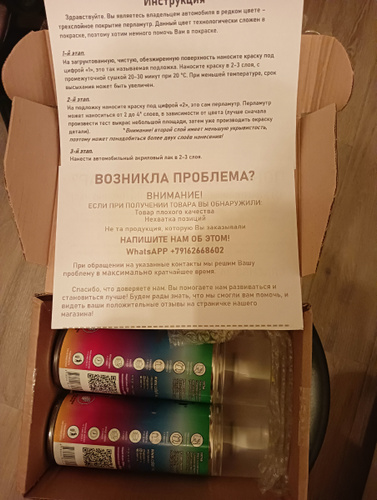 Инструкция
Здравствуйте, Вы являетесь владельцем автомобиля в редком цвете –
трехслойное покрытие перламутр. Данный цвет технологически сложен в
покраске, поэтому хотим немного помочь Вам в покраске.
1-й этап.
На загрунтованную, чистую, обезжиренную поверхность наносите краску под
цифрой «1», это так называемая подложка. Наносите краску в 2-3 слоя, с
промежуточной сушкой 20-30 минут при 20 °C. При меньшей температуре, срок
высыхания может быть увеличен.
2-й этап.
На подложку наносите краску под цифрой «2», это сам перламутр. Перламутр
может наноситься от 2 до 4* слоев, в зависимости от цвета (лучше сначала
произвести тест выкрас небольшой площади, затем уже производить окраску
детали).
*Внимание! второй слой имеет меньшую укрывистость,
поэтому может понадобиться более двух слоёв нанесения!
3-й этап.
Нанести автомобильный акриловый лак в 2-3 слоя.
ВОЗНИКЛА ПРОБЛЕМА?
ВНИМАНИЕ!
ЕСЛИ ПРИ ПОЛУЧЕНИИ ТОВАРА ВЫ ОБНАРУЖИЛИ:
Товар плохого качества
Нехватка позиций
Не та продукция, которую Вы заказывали
НАПИШИТЕ НАМ ОБ ЭТОМ!
WhatsAPP +79162668602
При обращении на указанные контакты мы решим Вашу
проблему в максимально кратчайшее время
Спасибо, что доверяете нам. Вы помогаете нам развиваться и
становиться лучше! Будем рады знать, что мы смогли вам помочь, и
видеть ваши положительные отзывы на страничке нашего
магазина!